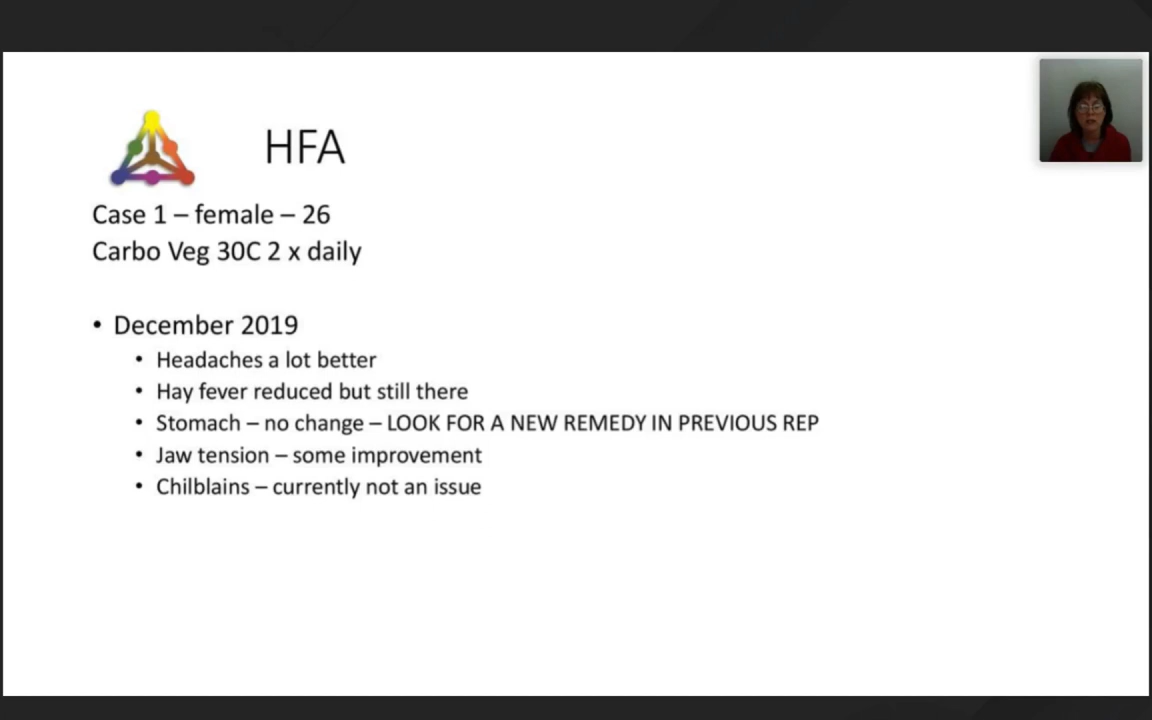 HFA
Case 1 – female – 26
Carbo Veg 30C 2 x daily
• December 2019
• Headaches a lot better
• Hay fever reduced but still there
• Stomach – no change – LOOK FOR A NEW REMEDY IN PREVIOUS REP
• Jaw tension – some improvement
• Chilblains – currently not an issue